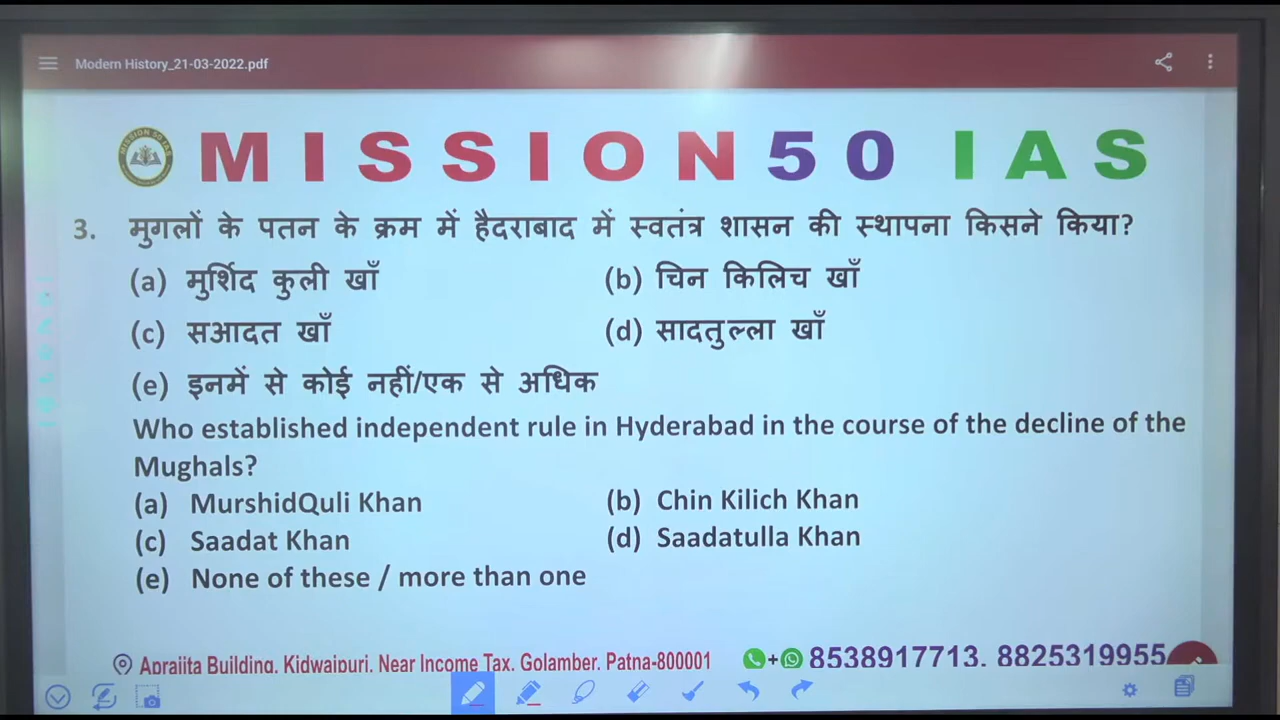 Modern History_21-03-2022.pdf
MISSION 50 IAS
3. मुगलों के पतन के क्रम में हैदराबाद में स्वतंत्र शासन की स्थापना किसने किया?
(a) मुर्शिद कुली खाँ (b) चिन किलिच खाँ
(c) सआदत खाँ (d) सादतुल्ला खाँ
(e) इनमें से कोई नहीं/एक से अधिक
Who established independent rule in Hyderabad in the course of the decline of the
Mughals?
(a) MurshidQuli Khan (b) Chin Kilich Khan
(c) Saadat Khan (d) Saadatulla Khan
(e) None of these / more than one
Aprajita Building, Kidwaipuri, Near Income Tax, Golamber, Patna-800001 + 8538917713, 8825319955